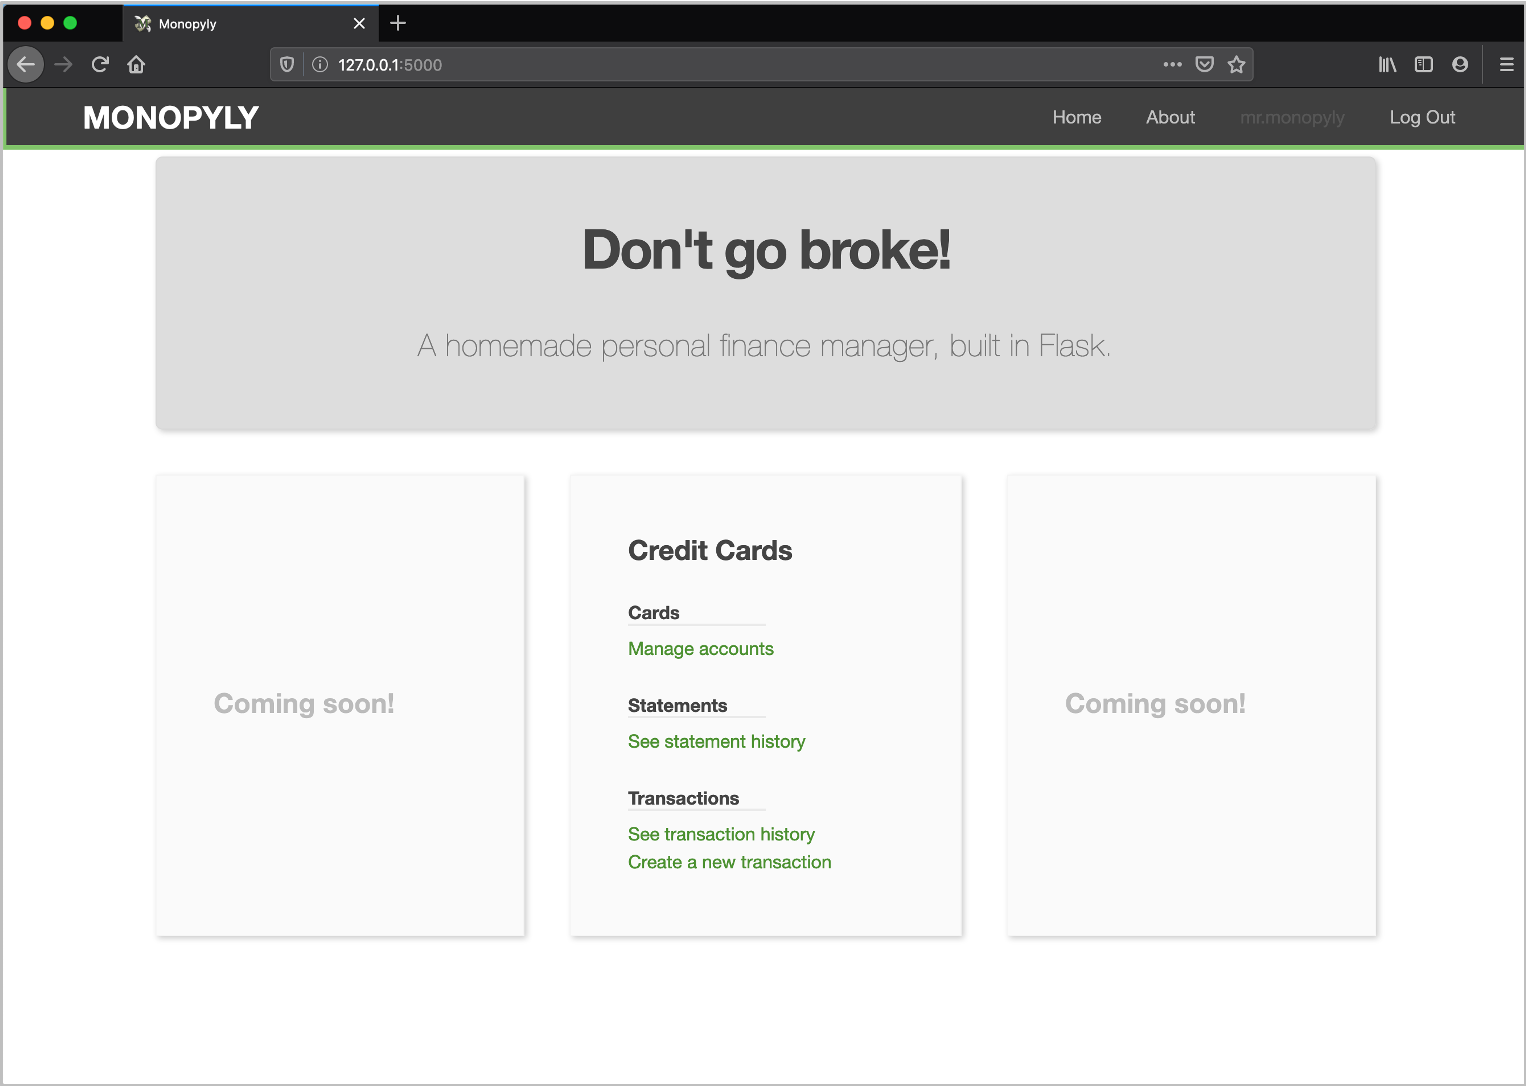 Monopyly
127.0.0.1:5000
MONOPYLY
Home About mr.monopyly Log Out
Don't go broke!
A homemade personal finance manager, built in Flask.
Coming soon!
Credit Cards
Cards
Manage accounts
Statements
See statement history
Transactions
See transaction history
Create a new transaction
Coming soon!